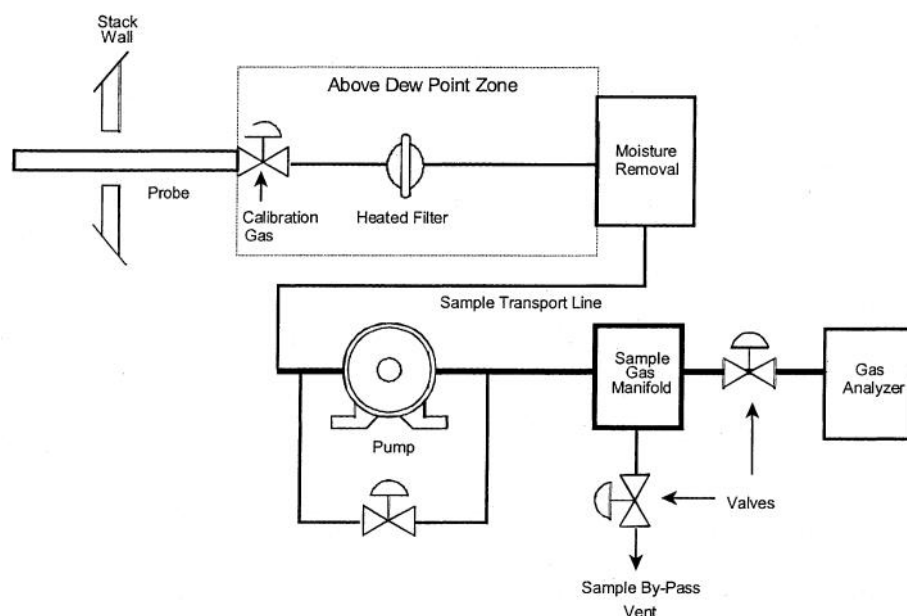 Stack
Wall
Above Dew Point Zone
Moisture
Removal
Probe
Calibration
Gas
Heated Filter
Sample Transport Line
Sample
Gas
Manifold
Gas
Analyzer
Pump
Valves
Sample By-Pass
Vent